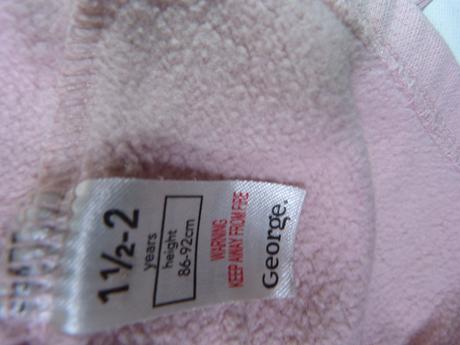 1½-2
years
height
86-92cm
WARNING
KEEP AWAY FROM FIRE
George.